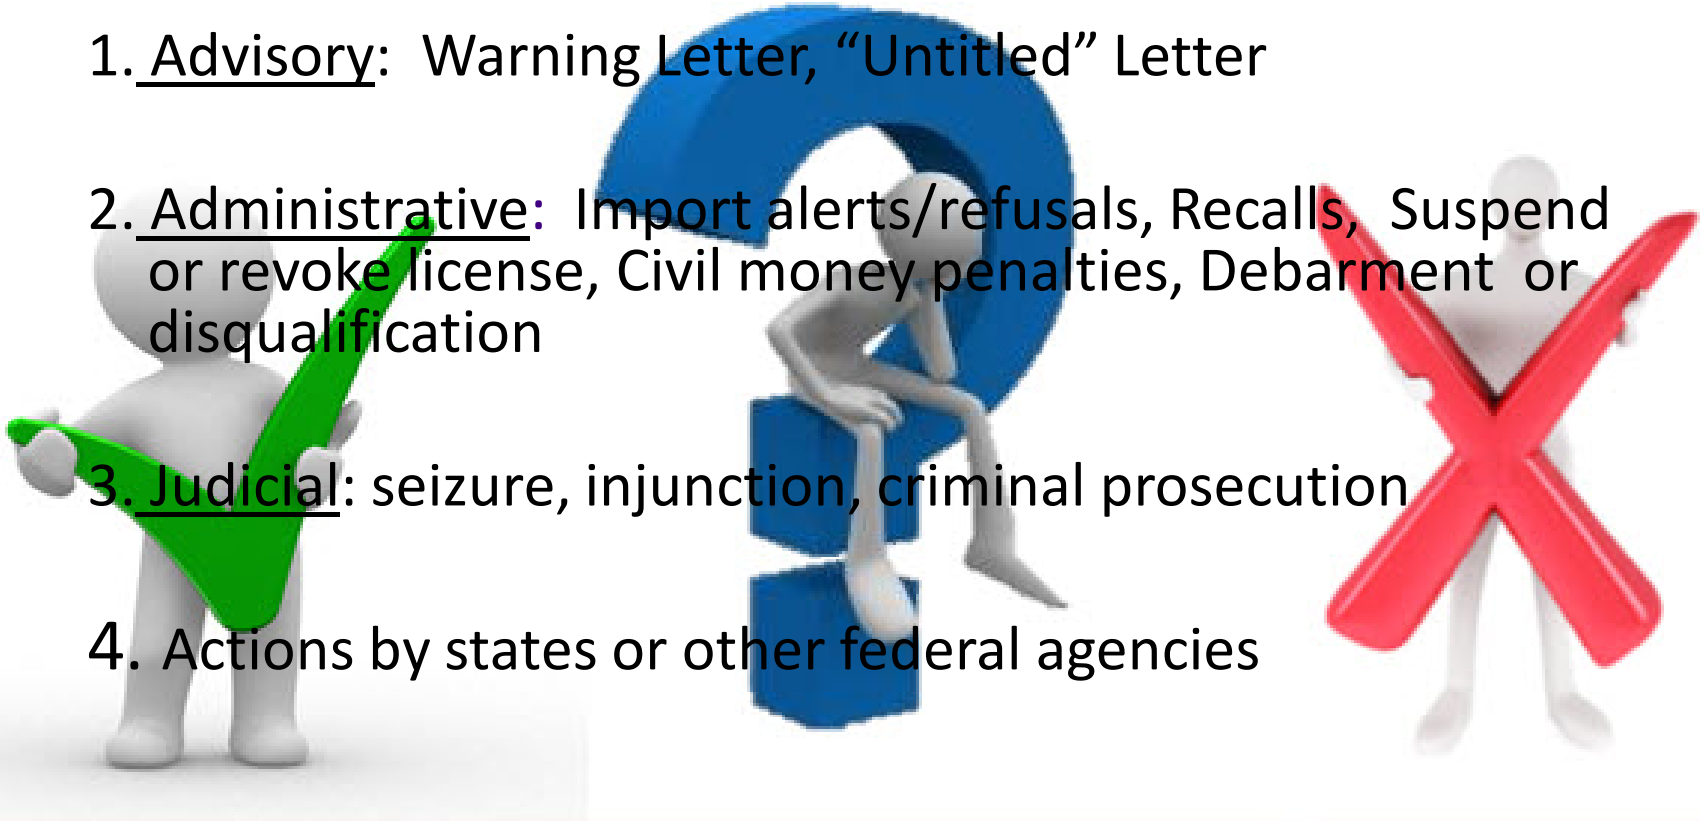 1. Advisory:  Warning Letter, “Untitled” Letter
2. Administrative:  Import alerts/refusals, Recalls,  Suspend
or revoke license, Civil money penalties, Debarment  or
disqualification
3. Judicial: seizure, injunction, criminal prosecution
4. Actions by states or other federal agencies